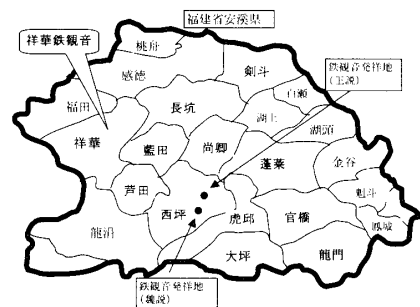 福建省安溪県
祥華鉄観音
桃舟
感徳
剣斗
鉄観音発祥地
(王説)
福田
長坑
白瀬
湖上
湖頭
祥華
藍田
尚卿
蓬莱
金谷
芦田
魁斗
西坪
虎邱
官橋
鳳城
龍涓
大坪
龍門
鉄観音発祥地
(魏説)